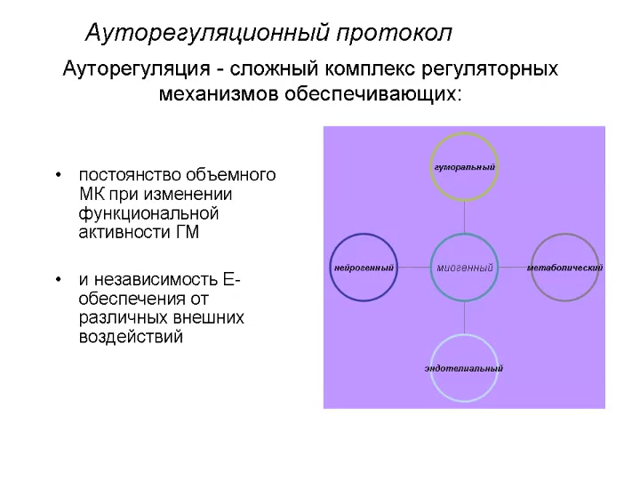 Ауторегуляционный протокол
Ауторегуляция - сложный комплекс регуляторных
механизмов обеспечивающих:
• постоянство объемного
МК при изменении
функциональной
активности ГМ
• и независимость Е-
обеспечения от
различных внешних
воздействий
гуморальный
нейрогенный
миогенный
метаболический
эндотелиальный